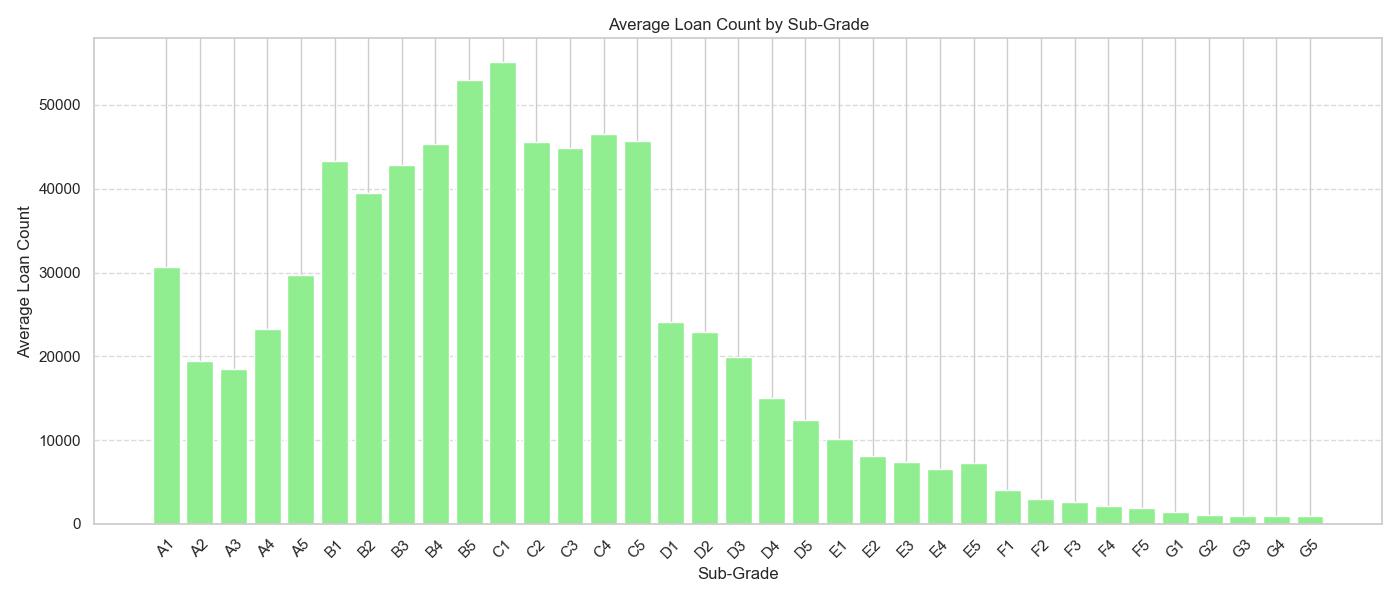 Average Loan Count by Sub-Grade
Average Loan Count
50000
40000
30000
20000
10000
0
A1 A2 A3 A4 A5 B1 B2 B3 B4 B5 C1 C2 C3 C4 C5 D1 D2 D3 D4 D5 E1 E2 E3 E4 E5 F1 F2 F3 F4 F5 G1 G2 G3 G4 G5
Sub-Grade